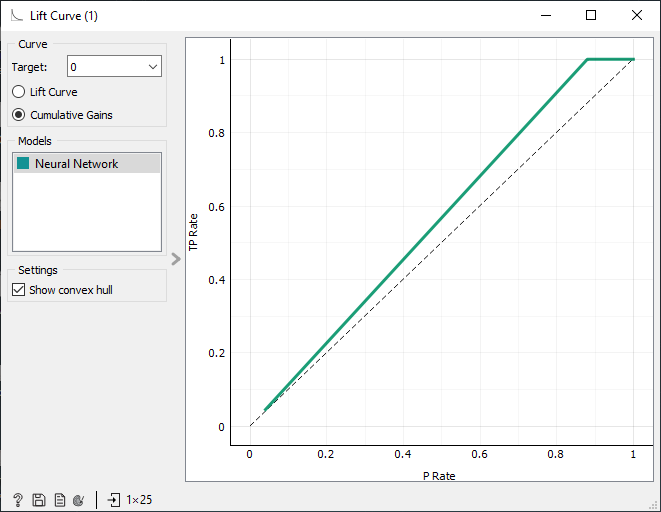 Lift Curve (1)
Curve
Target: 0
Lift Curve
Cumulative Gains
Models
Neural Network
Settings
Show convex hull
1×25
TP Rate
1
0.8
0.6
0.4
0.2
0
0 0.2 0.4 0.6 0.8 1
P Rate